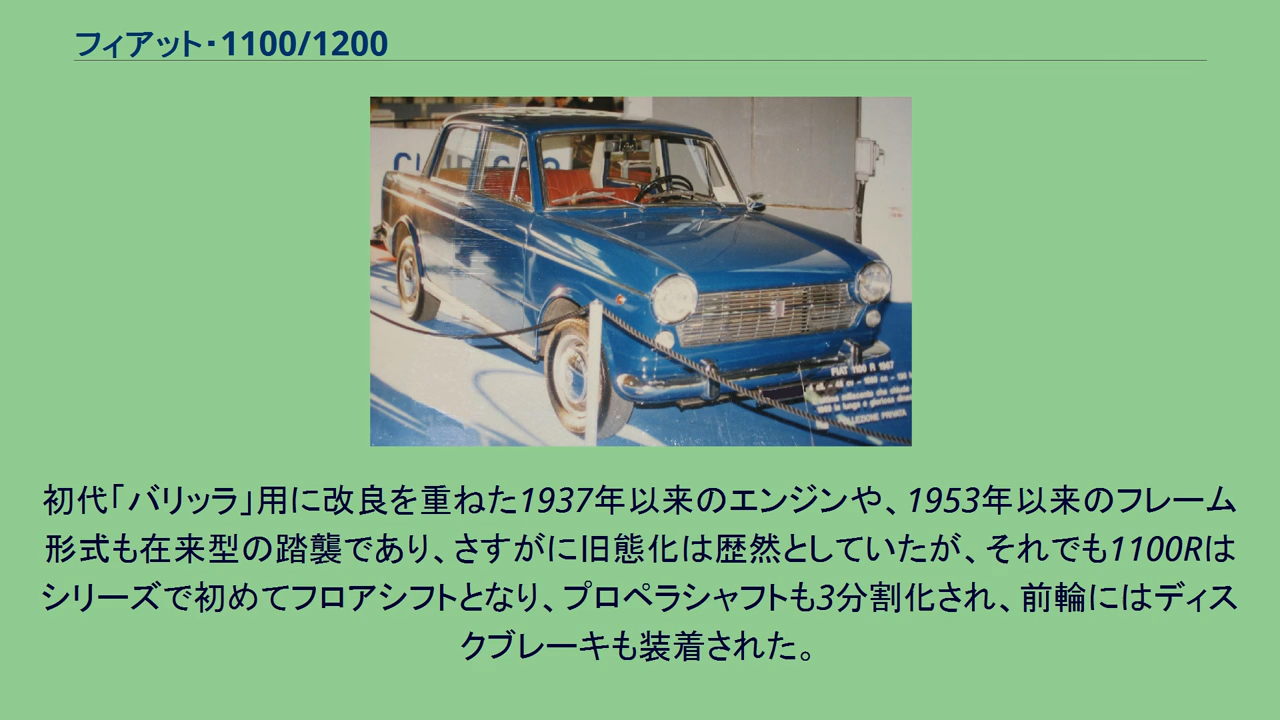 フィアット・1100/1200
FIAT 1100 R 1967
COLLEZIONE PRIVATA
初代「バリッラ」用に改良を重ねた1937年以来のエンジンや、1953年以来のフレーム
形式も在来型の踏襲であり、さすがに旧態化は歴然としていたが、それでも1100Rは
シリーズで初めてフロアシフトとなり、プロペラシャフトも3分割化され、前輪にはディス
クブレーキも装着された。